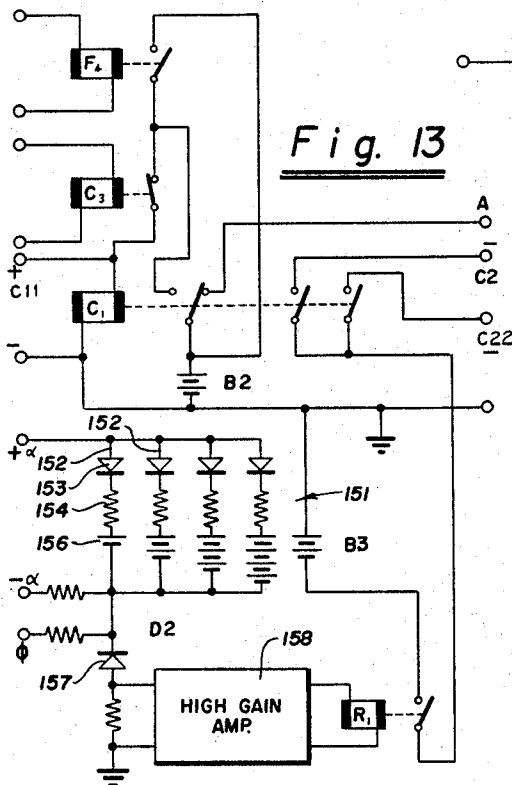 F4
Fig. 13
C3
A
+
C11
-
C2
C1
-
C22
-
B2
+α
152
152
153
154
151
156
B3
-α
D2
Φ
157
158
HIGH GAIN
AMP.
R1